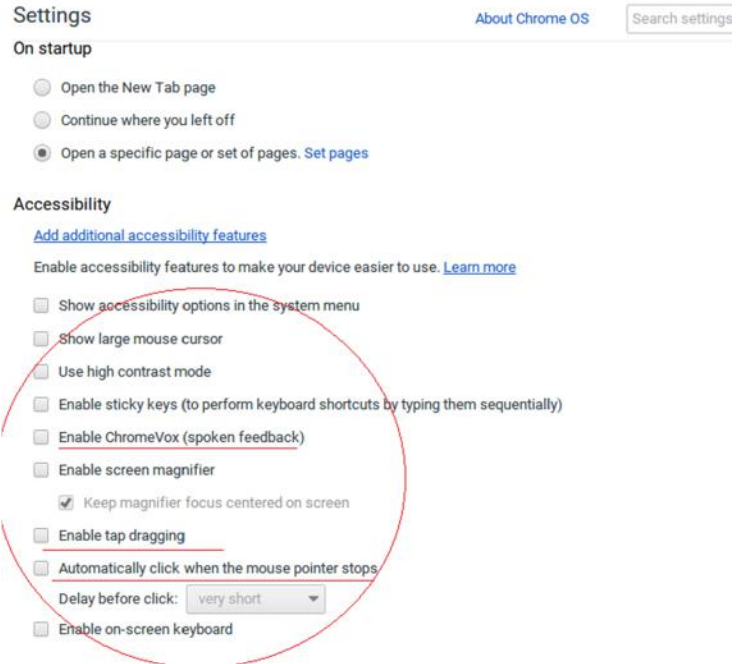 Settings
About Chrome OS
Search settings
On startup
Open the New Tab page
Continue where you left off
Open a specific page or set of pages. Set pages
Accessibility
Add additional accessibility features
Enable accessibility features to make your device easier to use. Learn more
Show accessibility options in the system menu
Show large mouse cursor
Use high contrast mode
Enable sticky keys (to perform keyboard shortcuts by typing them sequentially)
Enable ChromeVox (spoken feedback)
Enable screen magnifier
Keep magnifier focus centered on screen
Enable tap dragging
Automatically click when the mouse pointer stops
Delay before click: very short
Enable on-screen keyboard